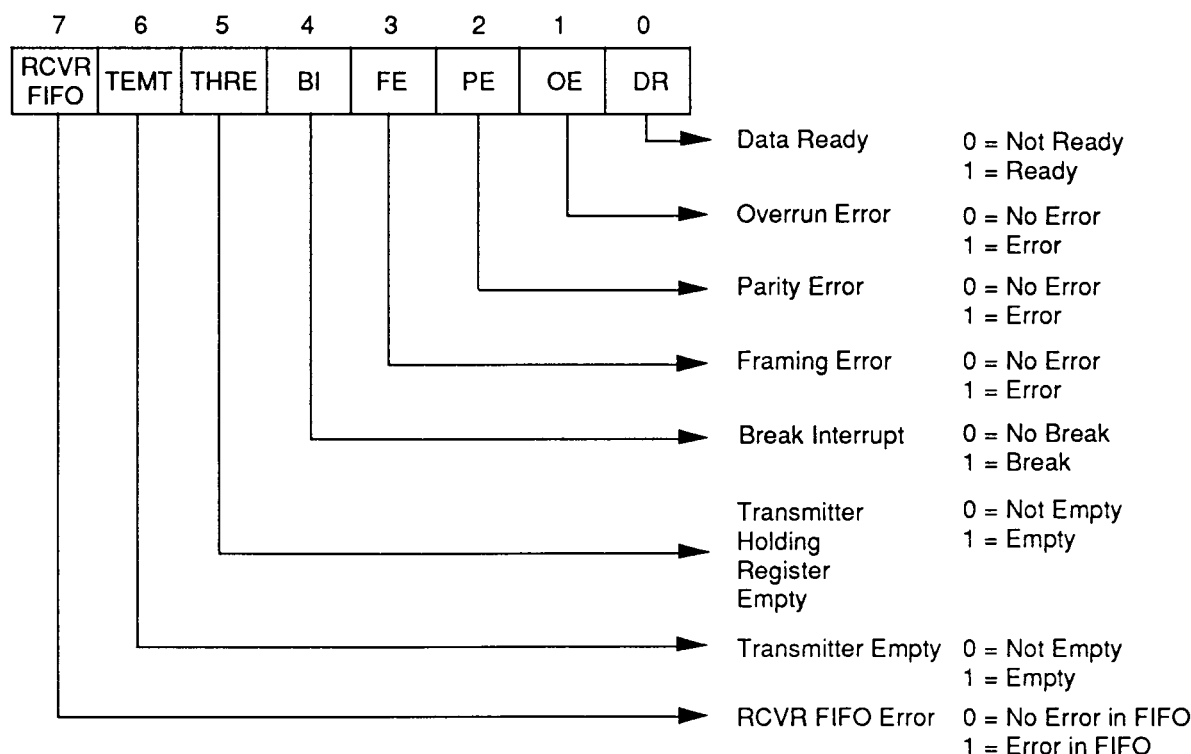 7 6 5 4 3 2 1 0
RCVR FIFO TEMT THRE BI FE PE OE DR
Data Ready 0 = Not Ready
1 = Ready
Overrun Error 0 = No Error
1 = Error
Parity Error 0 = No Error
1 = Error
Framing Error 0 = No Error
1 = Error
Break Interrupt 0 = No Break
1 = Break
Transmitter 0 = Not Empty
Holding 1 = Empty
Register
Empty
Transmitter Empty 0 = Not Empty
1 = Empty
RCVR FIFO Error 0 = No Error in FIFO
1 = Error in FIFO